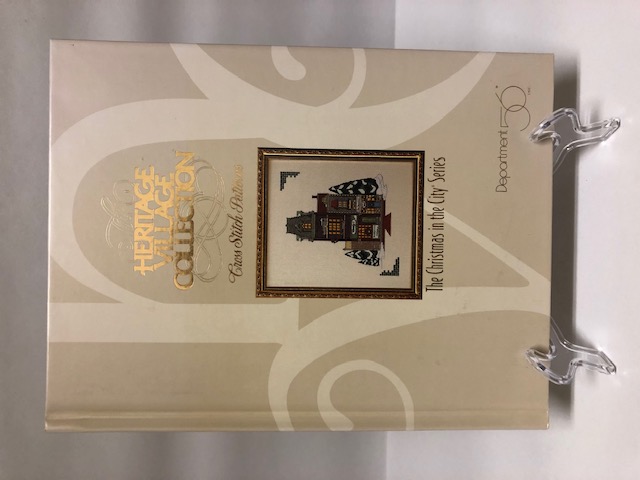 HERITAGE
VILLAGE
COLLECTION
Cross Stitch Patterns
The Christmas in the City Series
Department 56